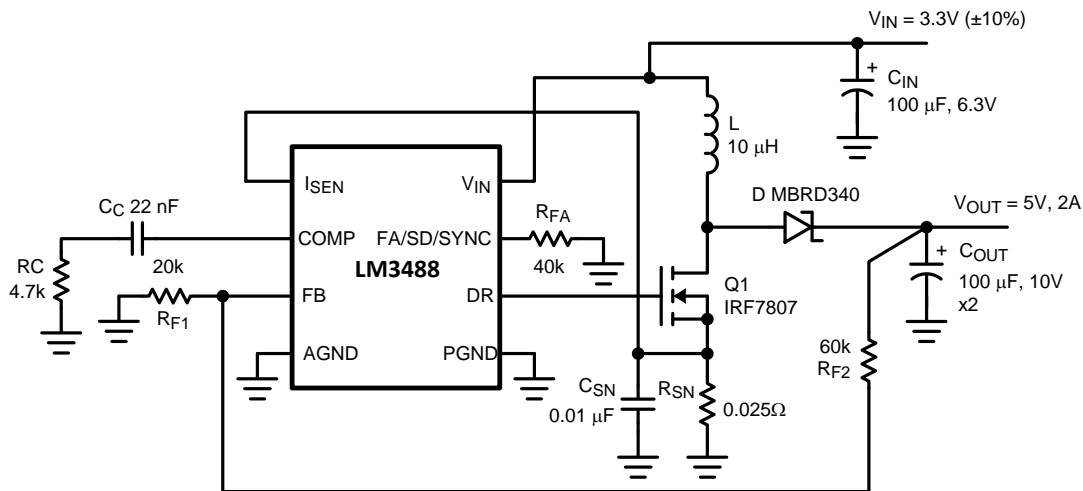 VIN = 3.3V (±10%)
+
CIN
100 μF, 6.3V
L
10 μH
ISEN
VIN
D MBRD340
VOUT = 5V, 2A
CC 22 nF
RFA
COMP
FA/SD/SYNC
+
COUT
RC
4.7k
20k
LM3488
40k
100 μF, 10V
x2
Q1
IRF7807
FB
DR
RF1
60k
RF2
AGND
PGND
CSN
0.01 μF
RSN
0.025Ω